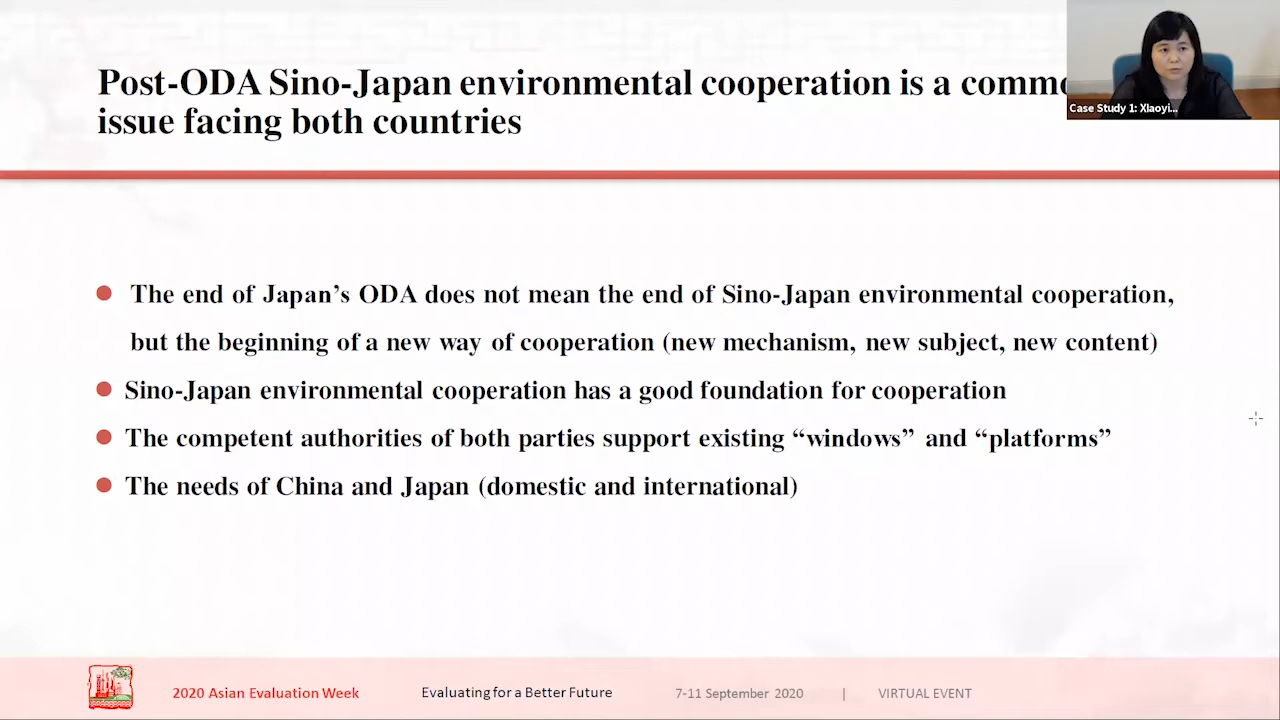 Post-ODA Sino-Japan environmental cooperation is a
issue facing both countries
Case Study 1: XIaoyi...
The end of Japan’s ODA does not mean the end of Sino-Japan environmental cooperation,
but the beginning of a new way of cooperation (new mechanism, new subject, new content)
Sino-Japan environmental cooperation has a good foundation for cooperation
The competent authorities of both parties support existing “windows” and “platforms”
The needs of China and Japan (domestic and international)
2020 Asian Evaluation Week Evaluating for a Better Future 7-11 September 2020 | VIRTUAL EVENT